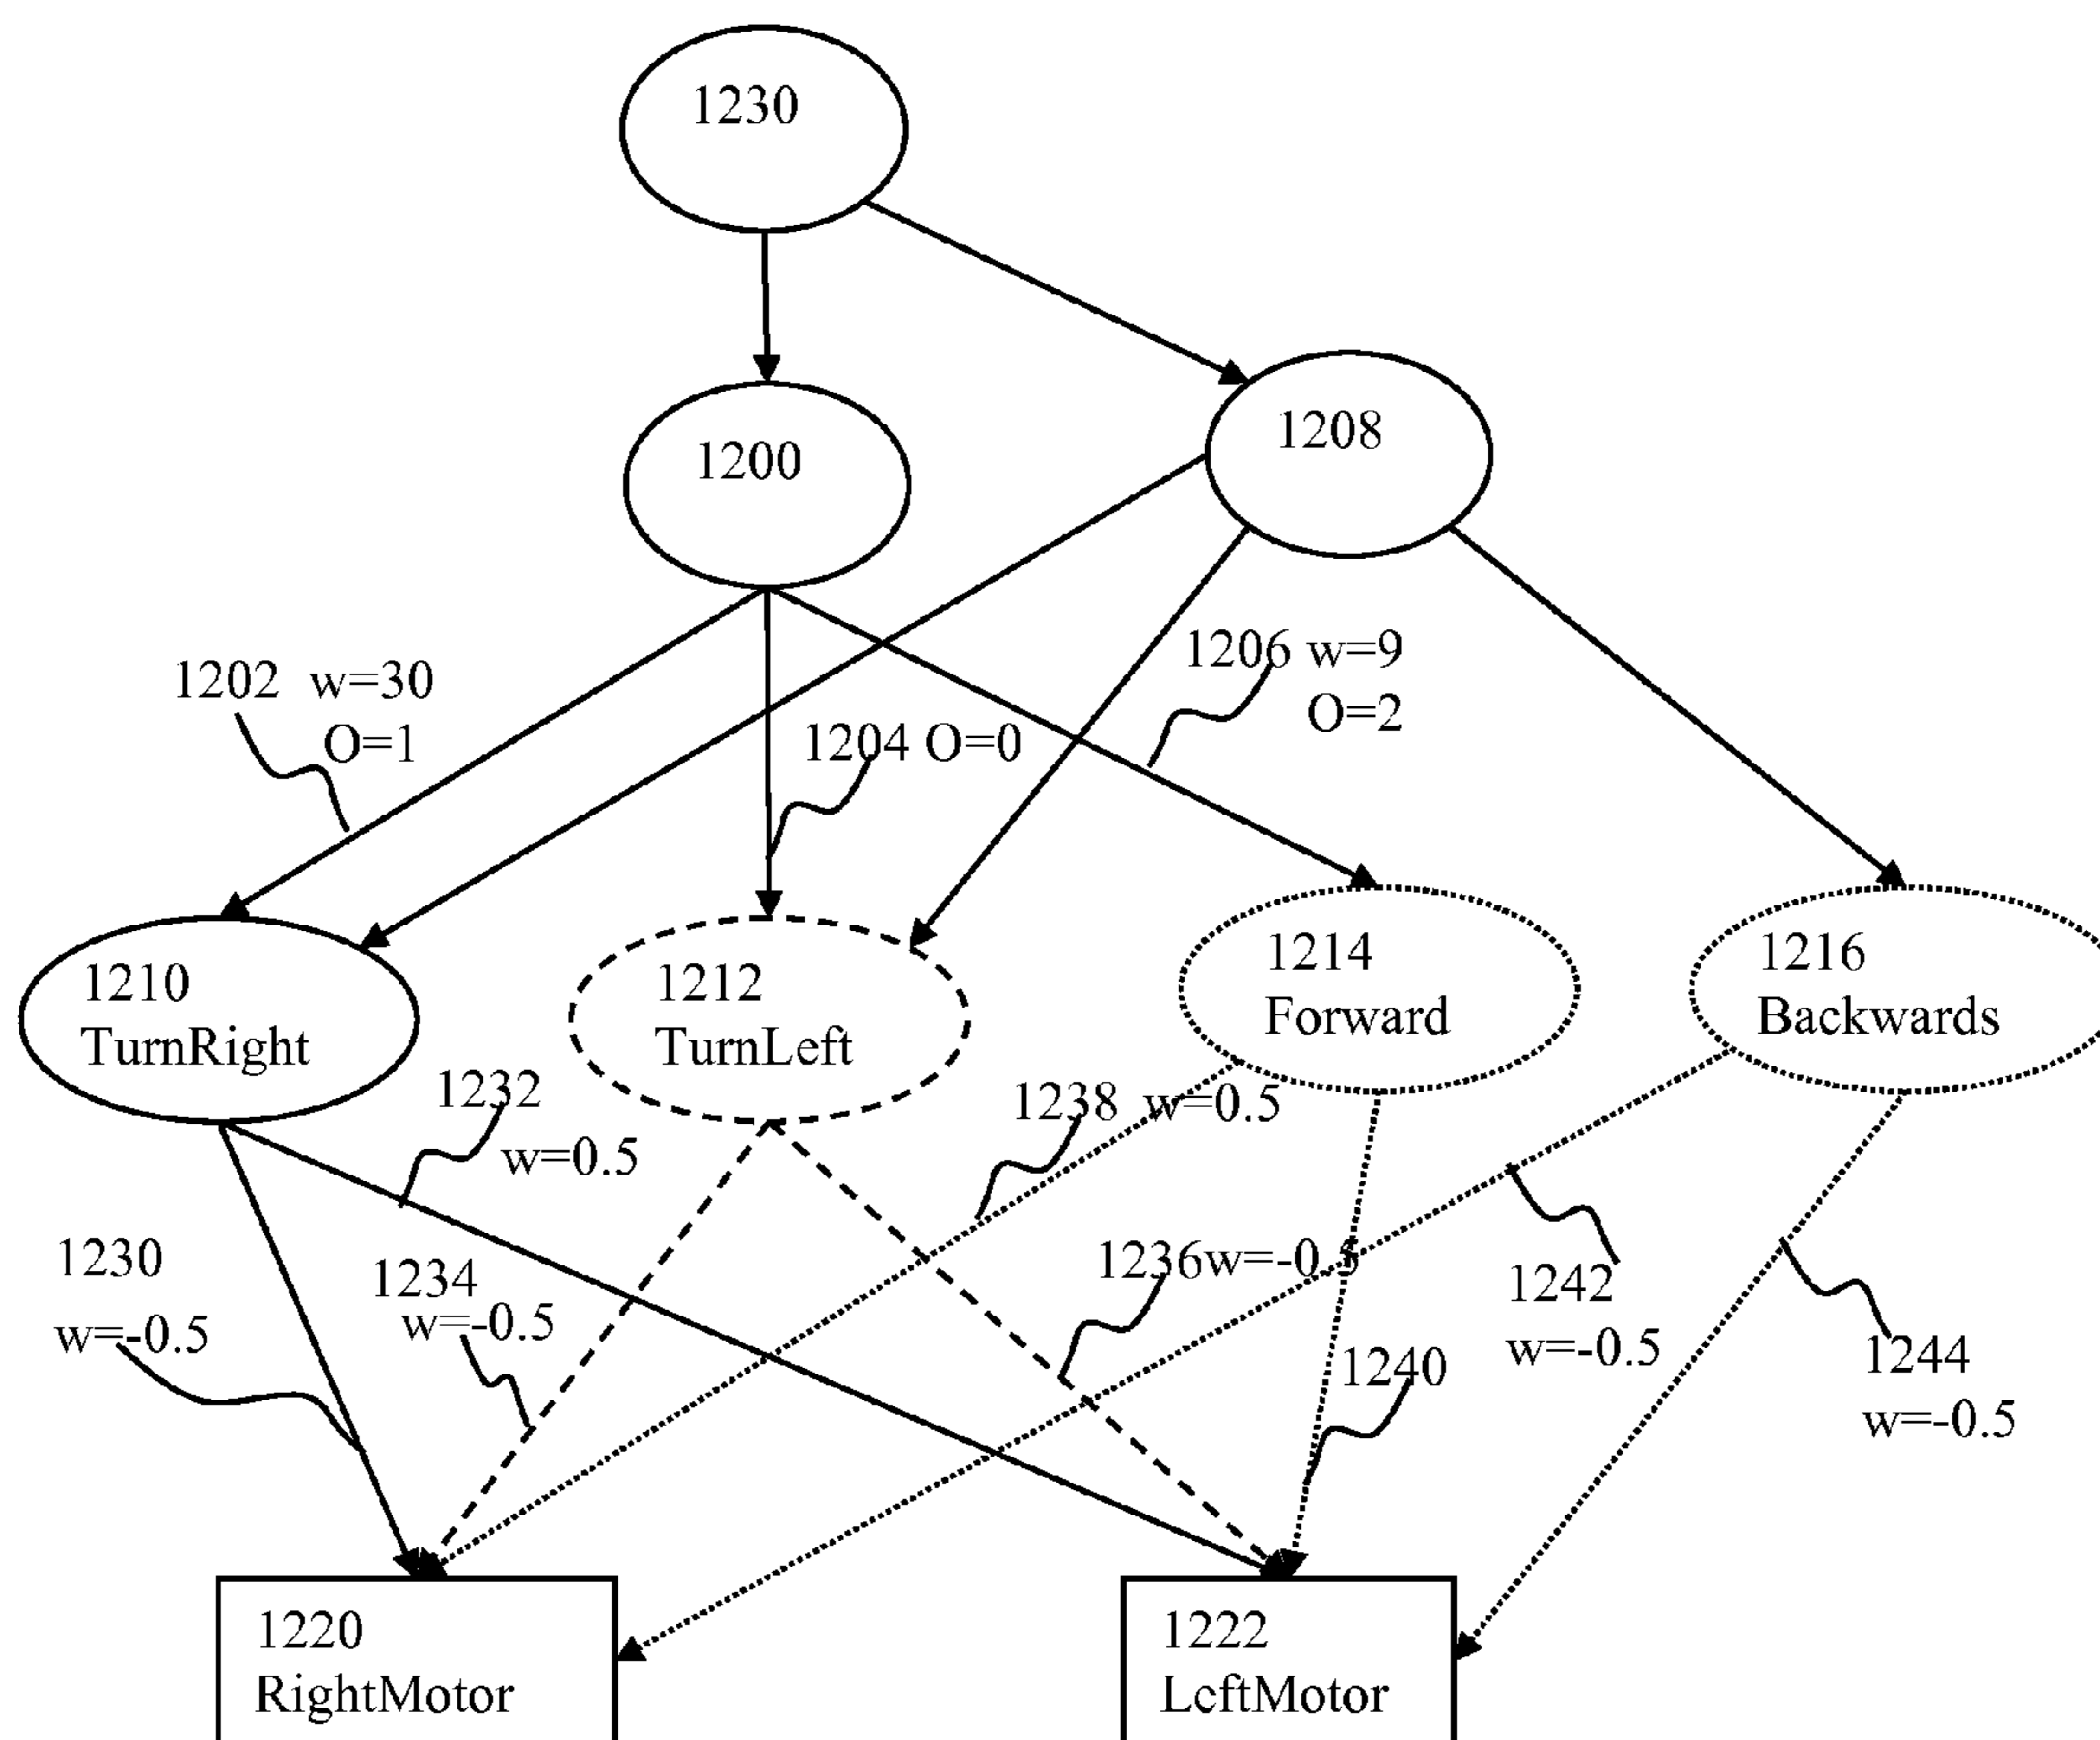 1230
1208
1200
1206 w=9
O=2
1202 w=30
O=1
1204 O=0
1214
Forward
1216
Backwards
1210
TurnRight
1212
TurnLeft
1232
w=0.5
1238 w=0.5
1230
w=-0.5
1234
w=-0.5
1236w=-0.5
1242
w=-0.5
1240
1244
w=-0.5
1220
RightMotor
1222
LeftMotor